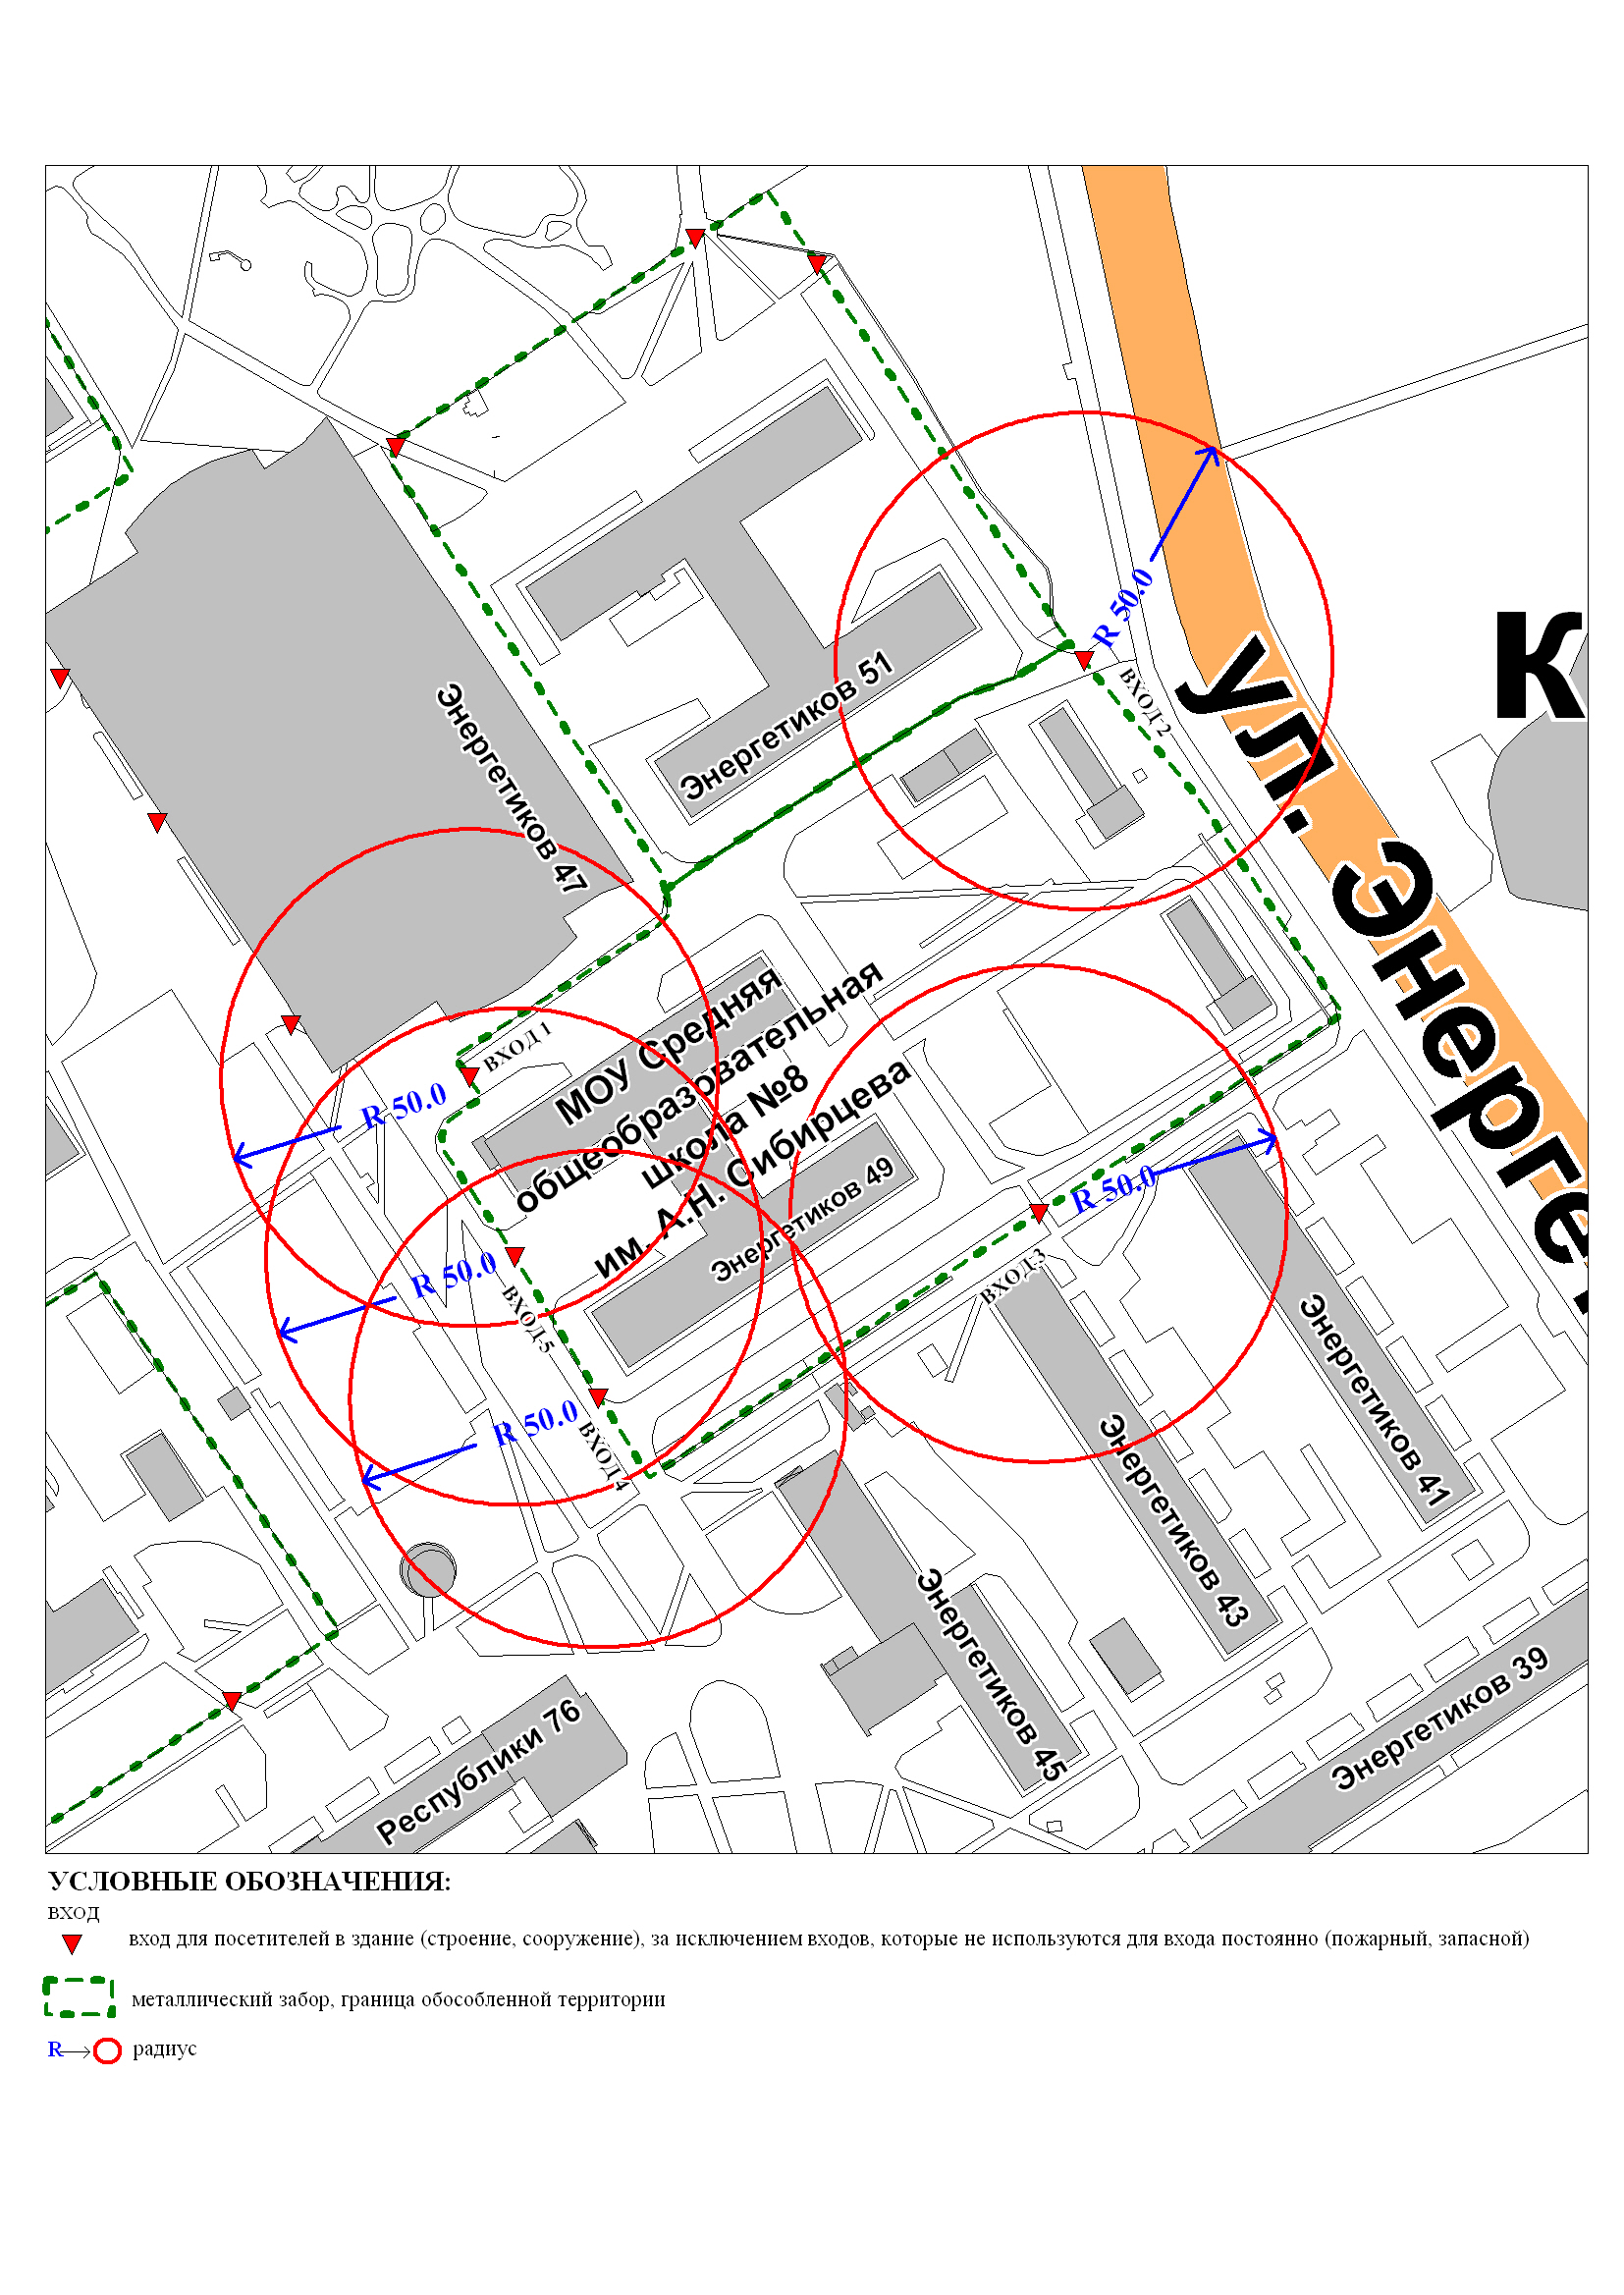 R 50.0
ВХОД 2
К
ул. Энерге
Энергетиков 51
Энергетиков 47
ВХОД 1
МОУ Средняя
общеобразовательная
школа №8
им. А.Н. Сибирцева
Энергетиков 49
R 50.0
R 50.0
ВХОД 5
R 50.0
ВХОД 4
R 50.0
ВХОД 3
Энергетиков 41
Энергетиков 43
Энергетиков 45
Энергетиков 39
Республики 76
УСЛОВНЫЕ ОБОЗНАЧЕНИЯ:
ВХОД
вход для посетителей в здание (строение, сооружение), за исключением входов, которые не используются для входа постоянно (пожарный, запасной)
металлический забор, граница обособленной территории
R
радиус